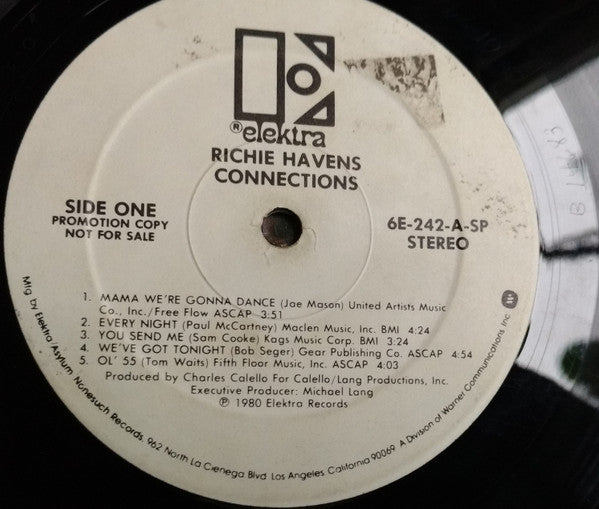 ® elektra
RICHIE HAVENS
CONNECTIONS
SIDE ONE
PROMOTION COPY
NOT FOR SALE
6E-242-A-SP
STEREO
1. MAMA WE'RE GONNA DANCE (Joe Mason) United Artists Music
Co., Inc./Free Flow ASCAP 3:51
2. EVERY NIGHT (Paul McCartney) Maclen Music, Inc. BMI 4:24
3. YOU SEND ME (Sam Cooke) Kags Music Corp. BMI 3:24
4. WE'VE GOT TONIGHT (Bob Seger) Gear Publishing Co. ASCAP 4:54
5. OL' 55 (Tom Waits) Fifth Floor Music, Inc. ASCAP 4:03
Produced by Charles Calello For Calello/Lang Productions, Inc.
Executive Producer: Michael Lang
℗ 1980 Elektra Records
Mfg by Elektra/Asylum/Nonesuch Records, 962 North La Cienega Blvd Los Angeles California 90069 A Division of Warner Communications Inc